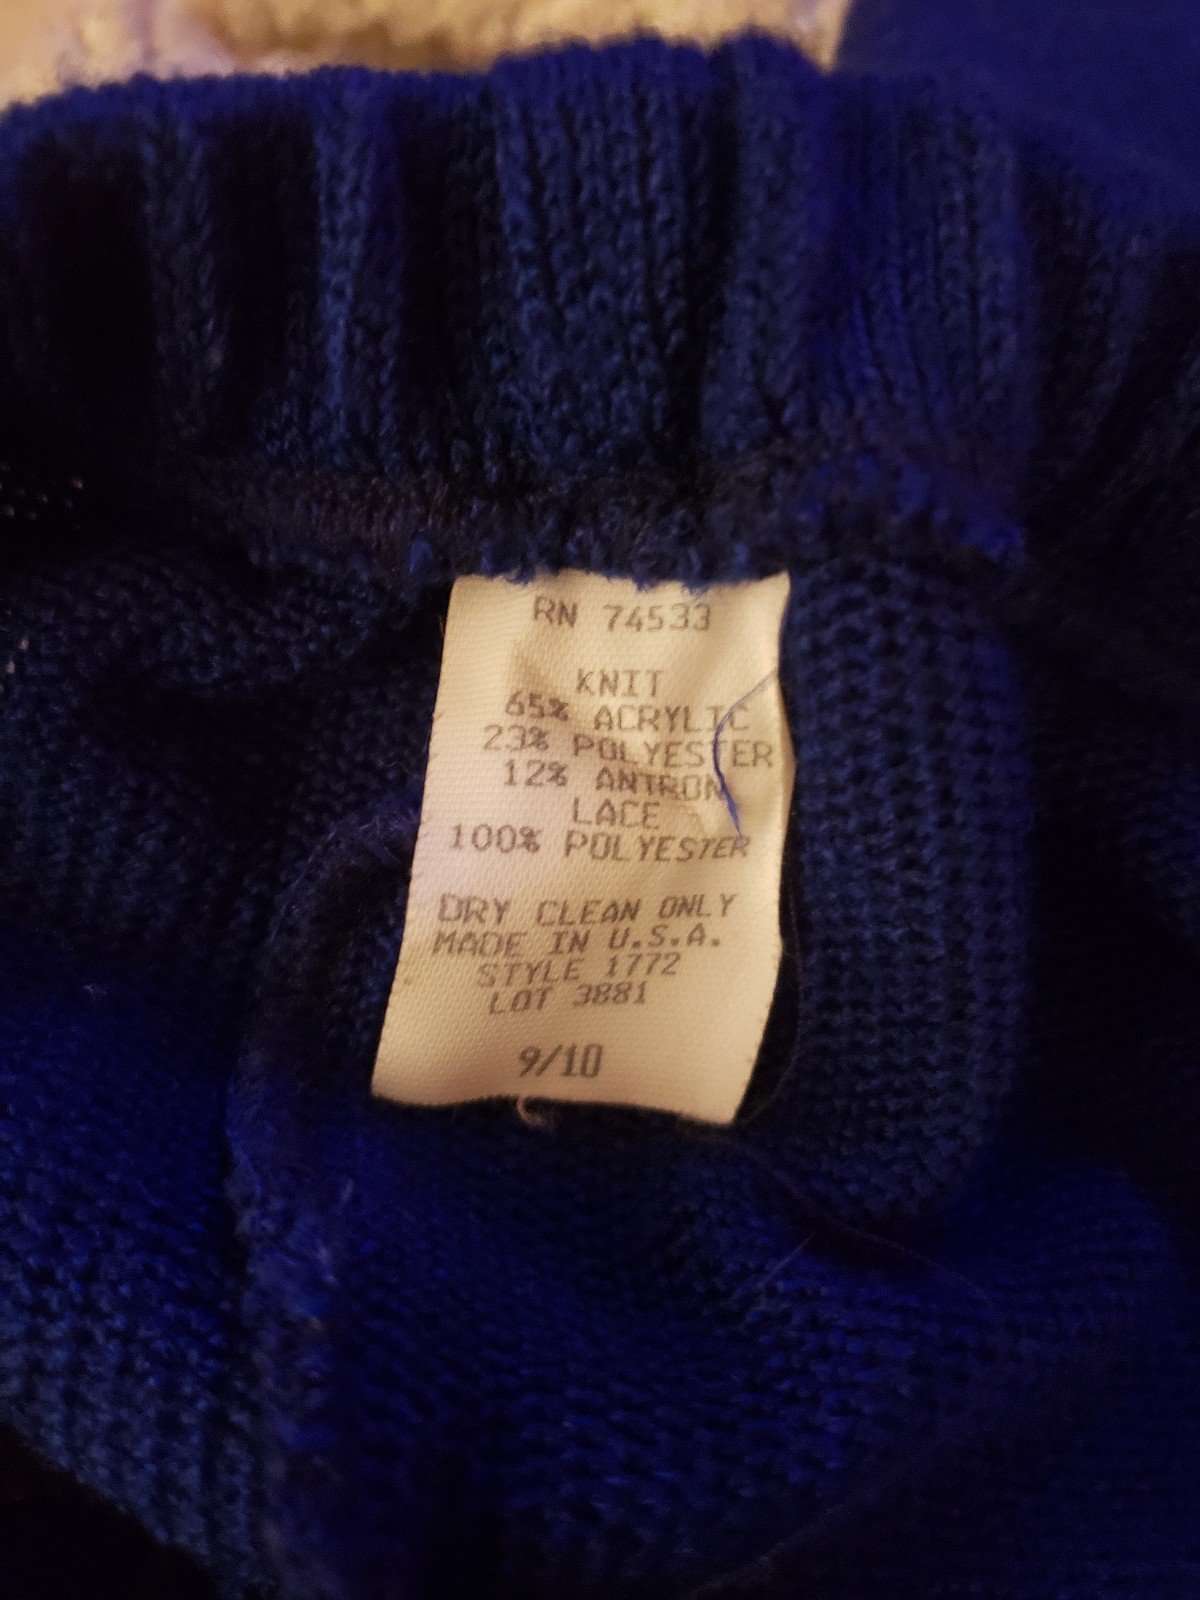 RN 74533
KNIT
65% ACRYLIC
23% POLYESTER
12% ANTRON
LACE
100% POLYESTER
DRY CLEAN ONLY
MADE IN U.S.A.
STYLE 1772
LOT 3881
9/10